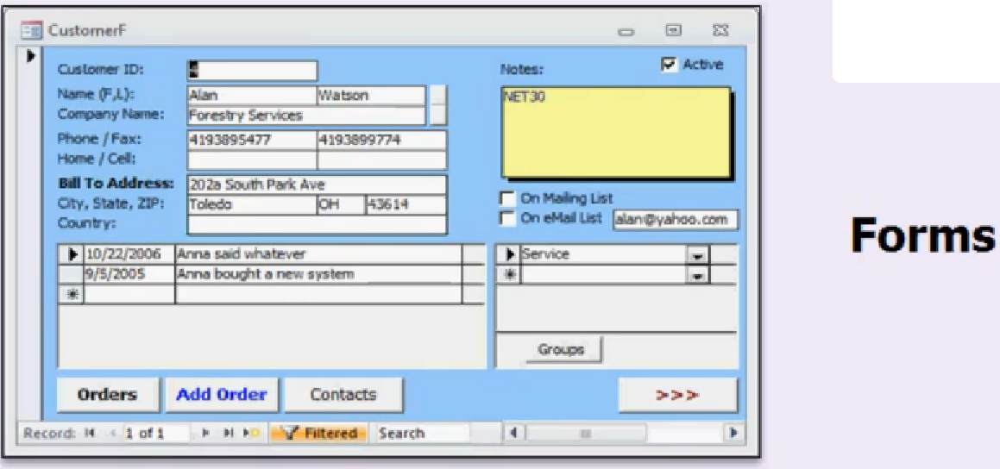 CustomerF
Customer ID:
Notes:
Active
Name (F,L):
Alan
Watson
NET30
Company Name:
Forestry Services
Phone / Fax:
4193895477
4193899774
Home / Cell:
Bill To Address:
202a South Park Ave
City, State, ZIP:
Toledo
OH
43614
On Mailing List
Country:
On eMail List
alan@yahoo.com
10/22/2006
Anna said whatever
9/5/2005
Anna bought a new system
Service
Groups
Orders
Add Order
Contacts
>>>
Record:
1 of 1
Filtered
Search
Forms